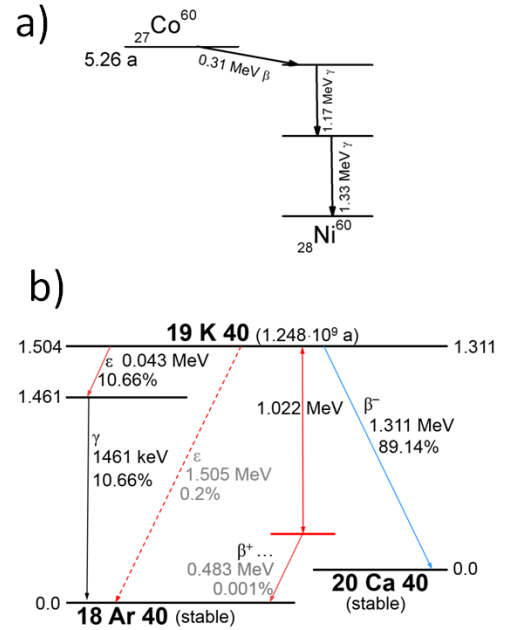 a)
27Co60
5.26 a
0.31 MeV β
1.17 MeV γ
1.33 MeV γ
28Ni60
b)
19 K 40 (1.248·10⁹ a)
1.504
1.311
ε 0.043 MeV
10.66%
1.461
γ
1461 keV
10.66%
ε
1.505 MeV
0.2%
1.022 MeV
β⁻
1.311 MeV
89.14%
β⁺ ...
0.483 MeV
0.001%
0.0
20 Ca 40
(stable)
0.0
18 Ar 40 (stable)